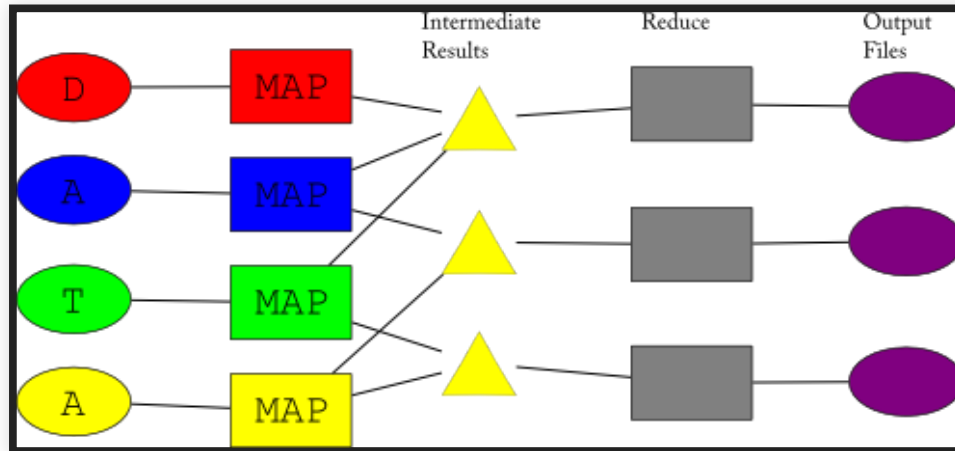 Intermediate
Results
Reduce
Output
Files
D
MAP
A
MAP
T
MAP
A
MAP